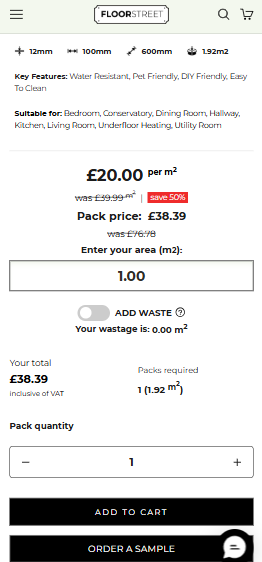 FLOORSTREET
12mm 100mm 600mm 1.92m2
Key Features: Water Resistant, Pet Friendly, DIY Friendly, Easy
To Clean
Suitable for: Bedroom, Conservatory, Dining Room, Hallway,
Kitchen, Living Room, Underfloor Heating, Utility Room
£20.00 per m²
was £39.99 m² | save 50%
Pack price: £38.39
was £76.78
Enter your area (m2):
1.00
ADD WASTE ?
Your wastage is: 0.00 m²
Your total
£38.39
inclusive of VAT
Packs required
1 (1.92 m²)
Pack quantity
− 1 +
ADD TO CART
ORDER A SAMPLE